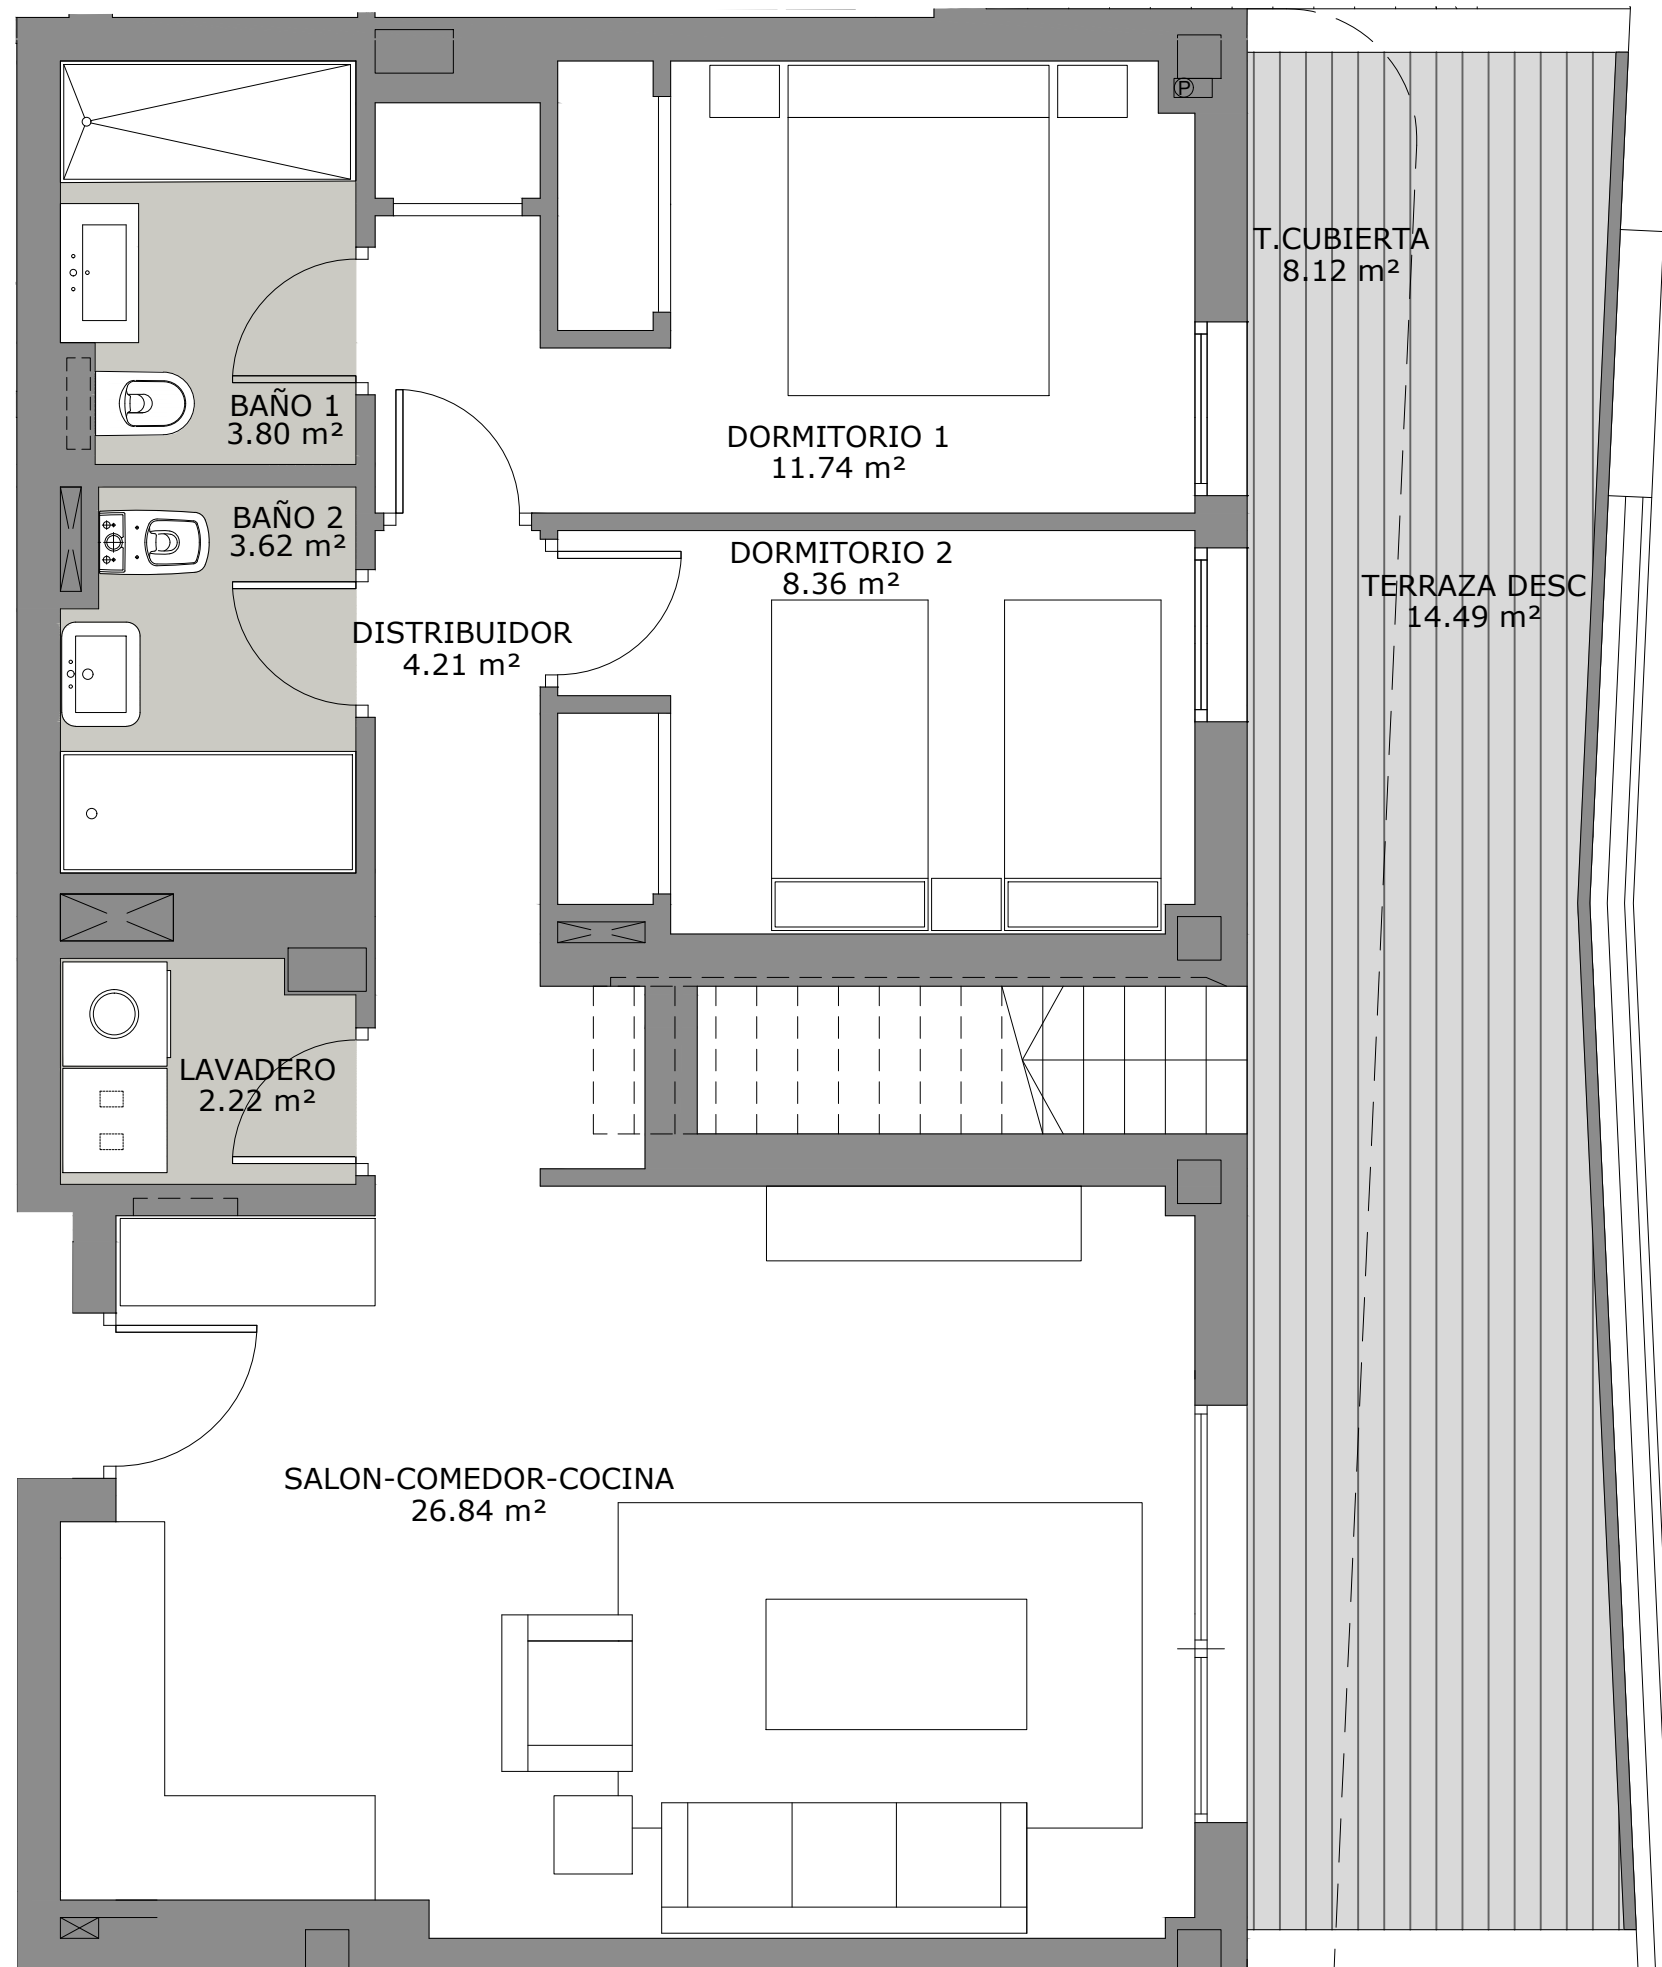 P
T.CUBIERTA
8.12 m²
BAÑO 1
3.80 m²
DORMITORIO 1
11.74 m²
BAÑO 2
3.62 m²
DORMITORIO 2
8.36 m²
TERRAZA DESC
14.49 m²
DISTRIBUIDOR
4.21 m²
LAVADERO
2.22 m²
SALON-COMEDOR-COCINA
26.84 m²